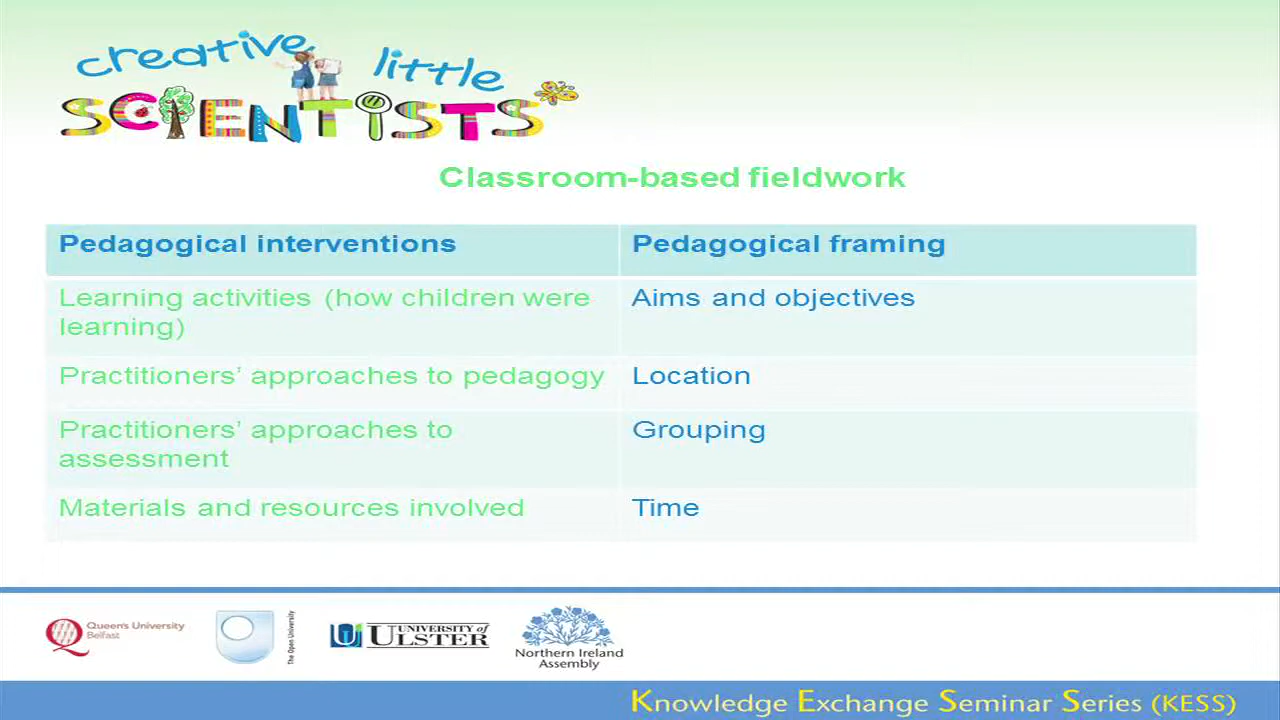 creative little
SCIENTISTS
Classroom-based fieldwork
Pedagogical interventions
Pedagogical framing
Learning activities (how children were
learning)
Aims and objectives
Practitioners’ approaches to pedagogy
Location
Practitioners’ approaches to
assessment
Grouping
Materials and resources involved
Time
Queen's University
Belfast
The Open University
UNIVERSITY OF
ULSTER
Northern Ireland
Assembly
Knowledge Exchange Seminar Series (KESS)